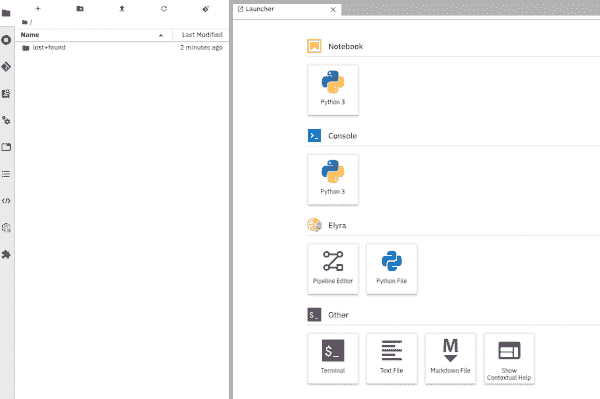 Launcher
/
Name Last Modified
lost+found 2 minutes ago
Notebook
Python 3
Console
Python 3
Elyra
Pipeline Editor
Python File
$_ Other
$_
Terminal
Text File
M
Markdown File
Show
Contextual Help